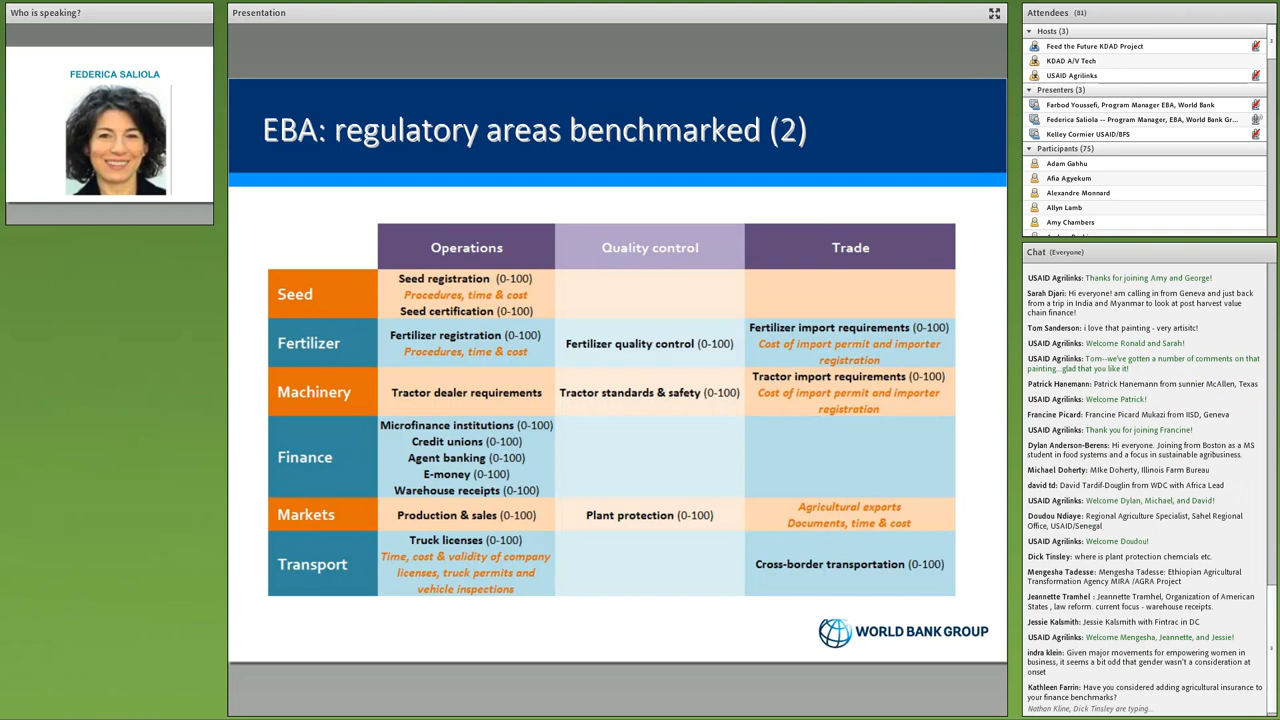 Who is speaking?
FEDERICA SALIOLA
Presentation
EBA: regulatory areas benchmarked (2)
Operations
Quality control
Trade
Seed
Seed registration (0-100)
Procedures, time & cost
Seed certification (0-100)
Fertilizer
Fertilizer registration (0-100)
Procedures, time & cost
Fertilizer quality control (0-100)
Fertilizer import requirements (0-100)
Cost of import permit and importer
registration
Machinery
Tractor dealer requirements
Tractor standards & safety (0-100)
Tractor import requirements (0-100)
Cost of import permit and importer
registration
Finance
Microfinance institutions (0-100)
Credit unions (0-100)
Agent banking (0-100)
E-money (0-100)
Warehouse receipts (0-100)
Markets
Production & sales (0-100)
Plant protection (0-100)
Agricultural exports
Documents, time & cost
Transport
Truck licenses (0-100)
Time, cost & validity of company
licenses, truck permits and
vehicle inspections
Cross-border transportation (0-100)
WORLD BANK GROUP
Attendees (81)
Hosts (3)
Feed the Future KDAD Project
KDAD A/V Tech
USAID Agrilinks
Presenters (3)
Farbod Youssefi, Program Manager EBA, World Bank
Federica Saliola -- Program Manager, EBA, World Bank Gr...
Kelley Cormier USAID/BFS
Participants (75)
Adam Gahhu
Afia Agyekum
Alexandre Monnard
Allyn Lamb
Amy Chambers
Chat (Everyone)
USAID Agrilinks: Thanks for joining Amy and George!
Sarah Djari: Hi everyone! am calling in from Geneva and just back
from a trip in India and Myanmar to look at post harvest value
chain finance!
Tom Sanderson: i love that painting - very artisitc!
USAID Agrilinks: Welcome Ronald and Sarah!
USAID Agrilinks: Tom--we've gotten a number of comments on that
painting...glad that you like it!
Patrick Hanemann: Patrick Hanemann from sunnier McAllen, Texas
USAID Agrilinks: Welcome Patrick!
Francine Picard: Francine Picard Mukazi from IISD, Geneva
USAID Agrilinks: Thank you for joining Francine!
Dylan Anderson-Berens: Hi everyone. Joining from Boston as a MS
student in food systems and a focus in sustainable agribusiness.
Michael Doherty: MIke Doherty, Illinois Farm Bureau
david td: David Tardif-Douglin from WDC with Africa Lead
USAID Agrilinks: Welcome Dylan, Michael, and David!
Doudou Ndiaye: Regional Agriculture Specialist, Sahel Regional
Office, USAID/Senegal
USAID Agrilinks: Welcome Doudou!
Dick Tinsley: where is plant protection chemcials etc.
Mengesha Tadesse: Mengesha Tadesse: Ethiopian Agricultural
Transformation Agency MIRA /AGRA Project
Jeannette Tramhel : Jeannette Tramhel, Organization of American
States , law reform. current focus - warehouse receipts.
Jessie Kalsmith: Jessie Kalsmith with Fintrac in DC
USAID Agrilinks: Welcome Mengesha, Jeannette, and Jessie!
indra klein: Given major movements for empowering women in
business, it seems a bit odd that gender wasn't a consideration at
onset
Kathleen Farrin: Have you considered adding agricultural insurance to
your finance benchmarks?
Nathan Kline, Dick Tinsley are typing...